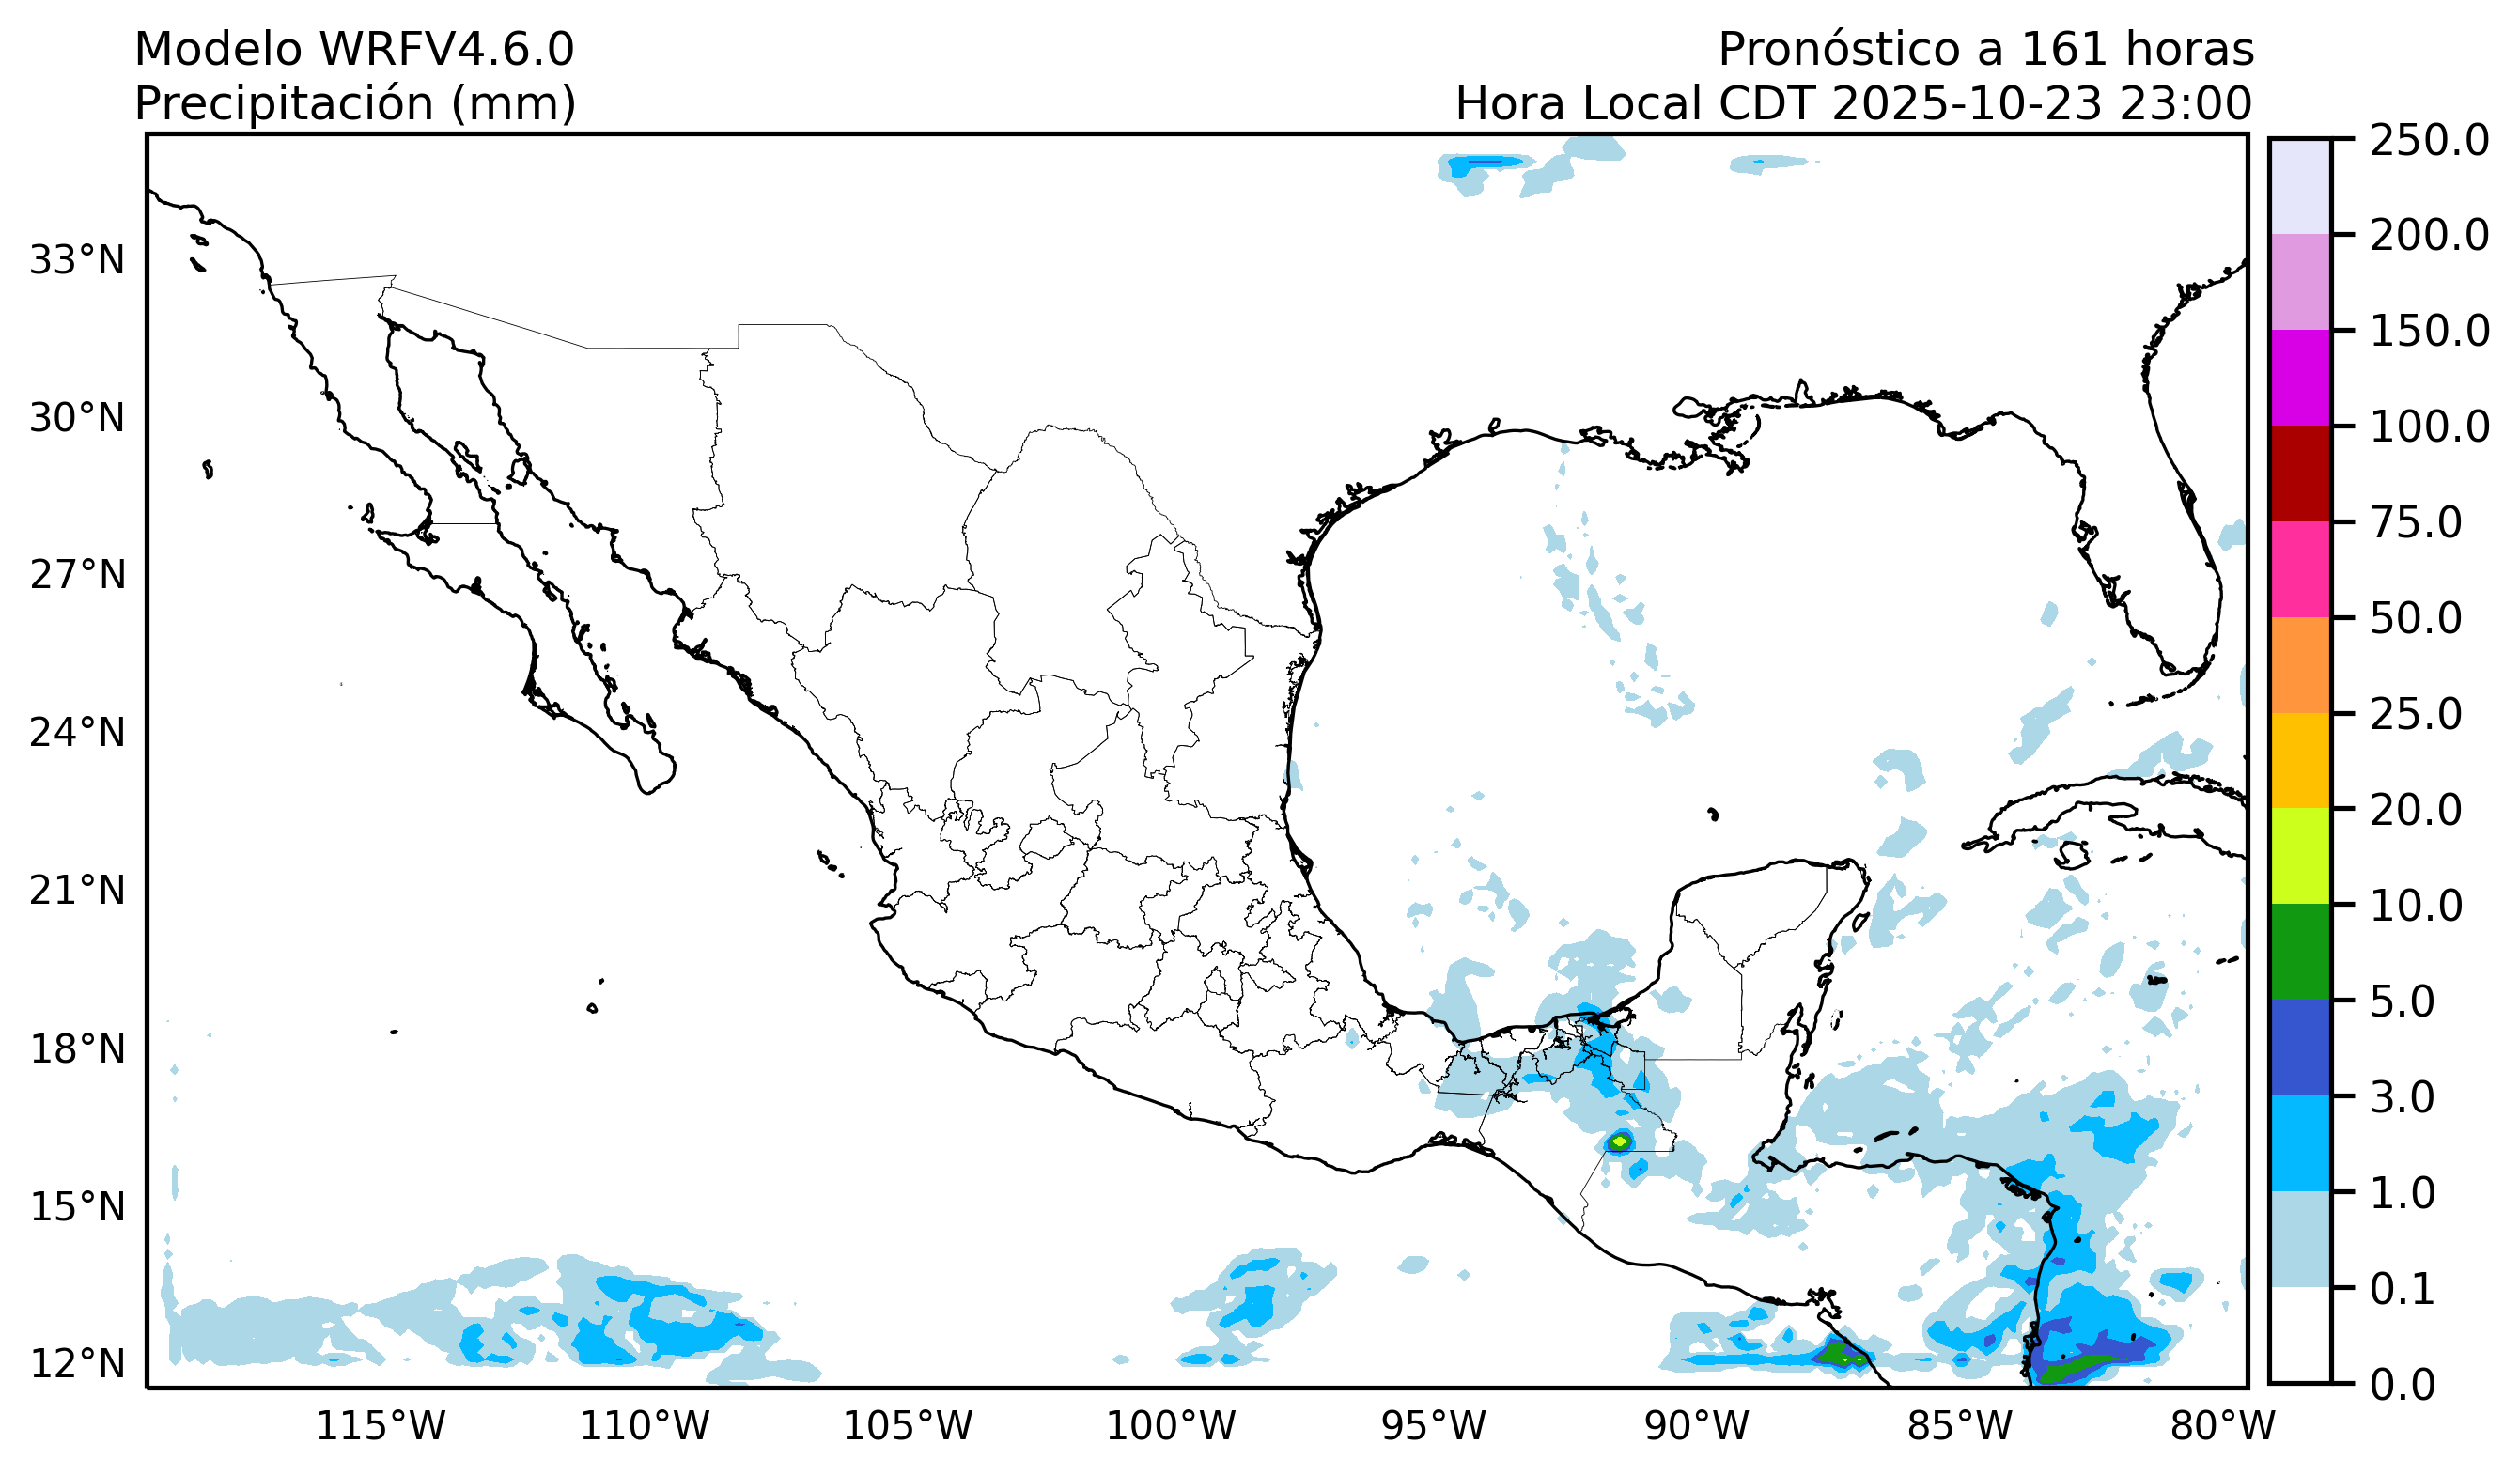 Modelo WRFV4.6.0
Precipitación (mm)
Pronóstico a 161 horas
Hora Local CDT 2025-10-23 23:00
33°N
30°N
27°N
24°N
21°N
18°N
15°N
12°N
115°W
110°W
105°W
100°W
95°W
90°W
85°W
80°W
250.0
200.0
150.0
100.0
75.0
50.0
25.0
20.0
10.0
5.0
3.0
1.0
0.1
0.0